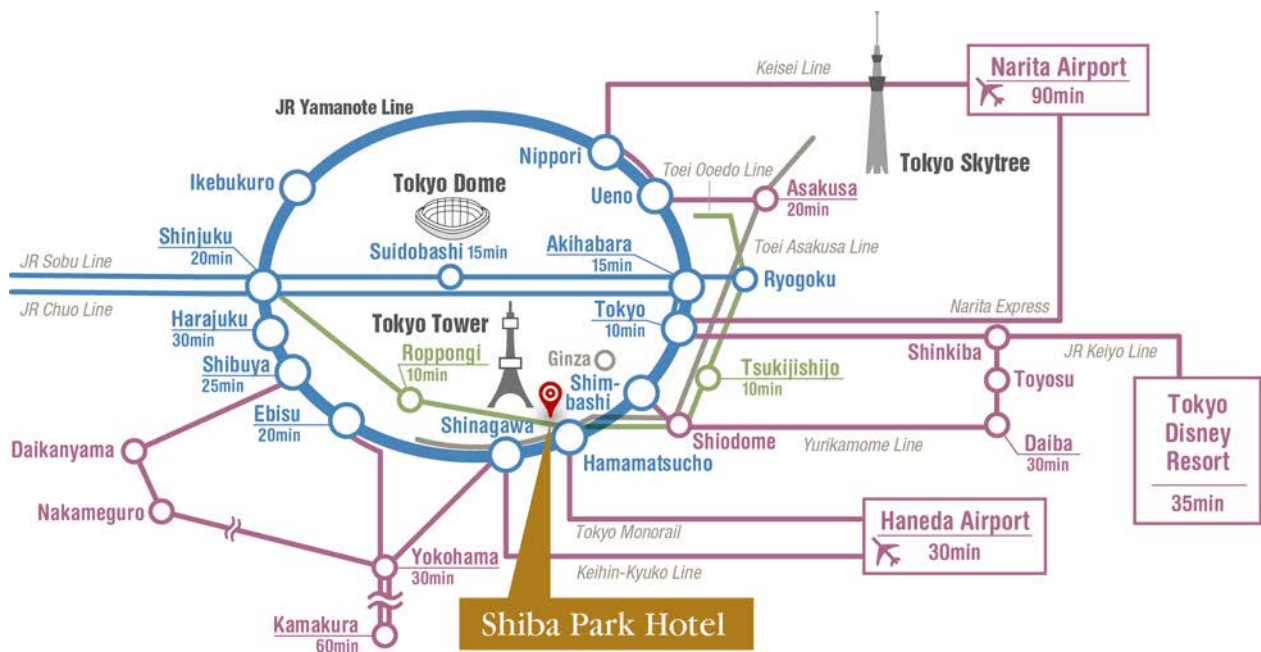 Keisei Line
Narita Airport
90min
JR Yamanote Line
Nippori
Toei Ooedo Line
Tokyo Skytree
Ikebukuro
Tokyo Dome
Ueno
Asakusa
20min
Shinjuku
20min
Suidobashi 15min
Akihabara
15min
Toei Asakusa Line
JR Sobu Line
Ryogoku
JR Chuo Line
Harajuku
30min
Tokyo Tower
Tokyo
10min
Narita Express
Roppongi
10min
Ginza
Shinkiba
JR Keiyo Line
Shibuya
25min
Shim-
bashi
Tsukijishijo
10min
Toyosu
Ebisu
20min
Shinagawa
Shiodome
Yurikamome Line
Daiba
30min
Tokyo
Disney
Resort
35min
Daikanyama
Hamamatsucho
Nakameguro
Tokyo Monorail
Haneda Airport
30min
Yokohama
30min
Keihin-Kyuko Line
Kamakura
60min
Shiba Park Hotel